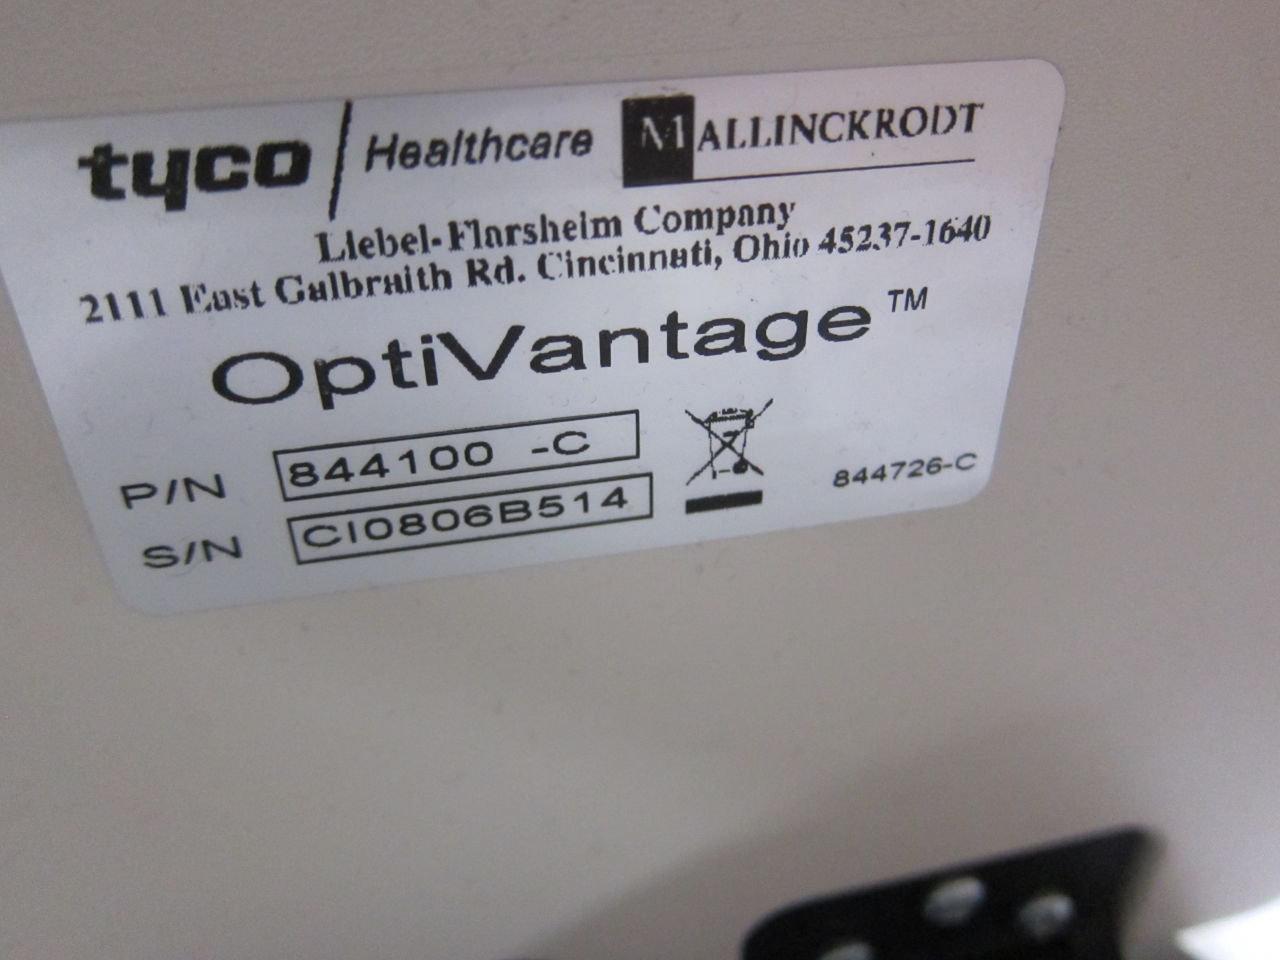 tyco / Healthcare MALLINCKRODT
Liebel-Flarsheim Company
2111 East Galbraith Rd. Cincinnati, Ohio 45237-1640
OptiVantage™
P/N 844100 -C
S/N CI0806B514
844726-C